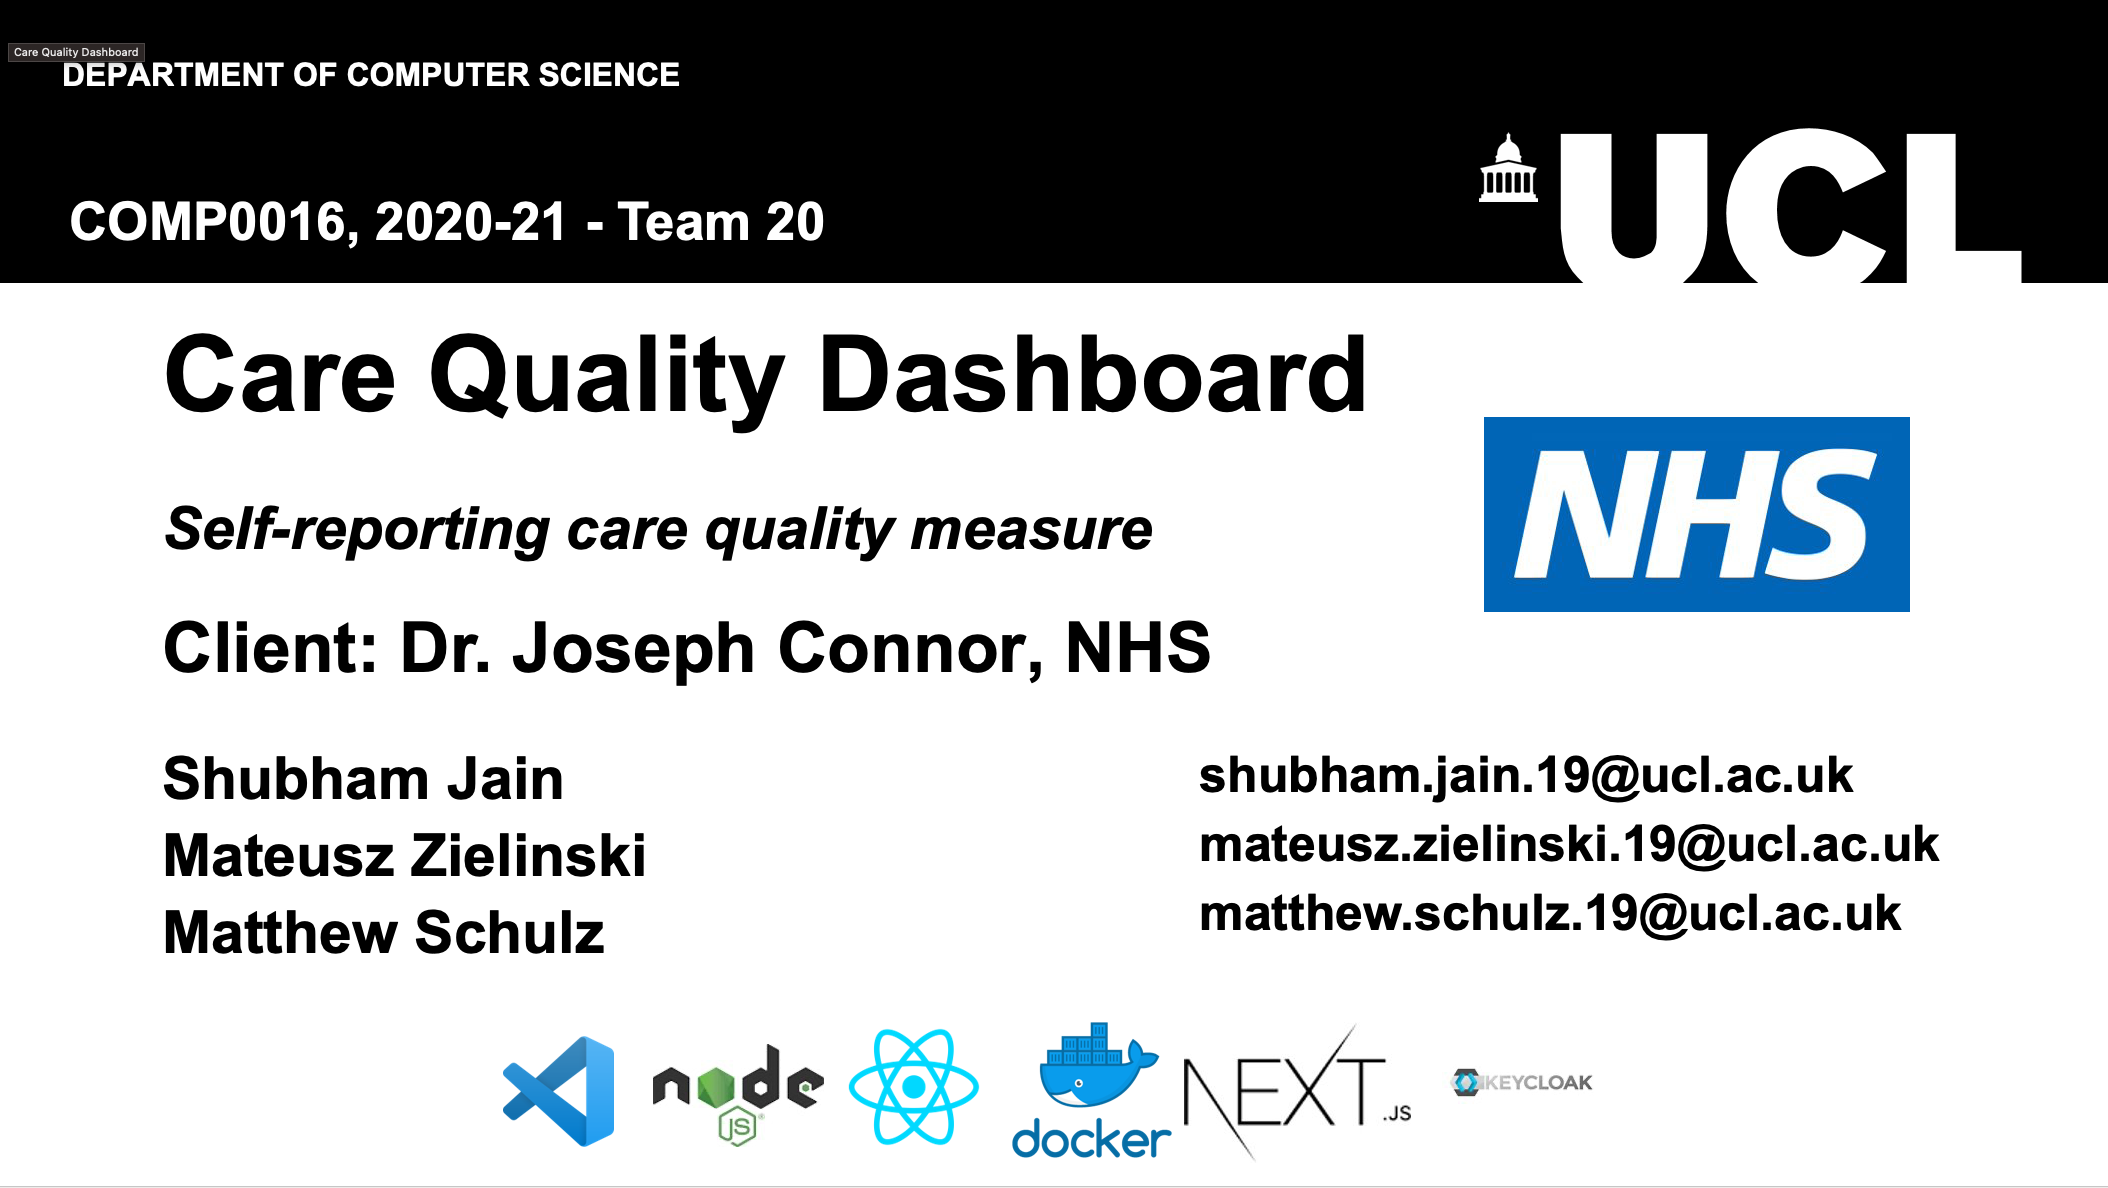 Care Quality Dashboard
DEPARTMENT OF COMPUTER SCIENCE
COMP0016, 2020-21 - Team 20
UCL
Care Quality Dashboard
NHS
Self-reporting care quality measure
Client: Dr. Joseph Connor, NHS
Shubham Jain
Mateusz Zielinski
Matthew Schulz
shubham.jain.19@ucl.ac.uk
mateusz.zielinski.19@ucl.ac.uk
matthew.schulz.19@ucl.ac.uk
node
JS®
docker
NEXT.JS
KEYCLOAK